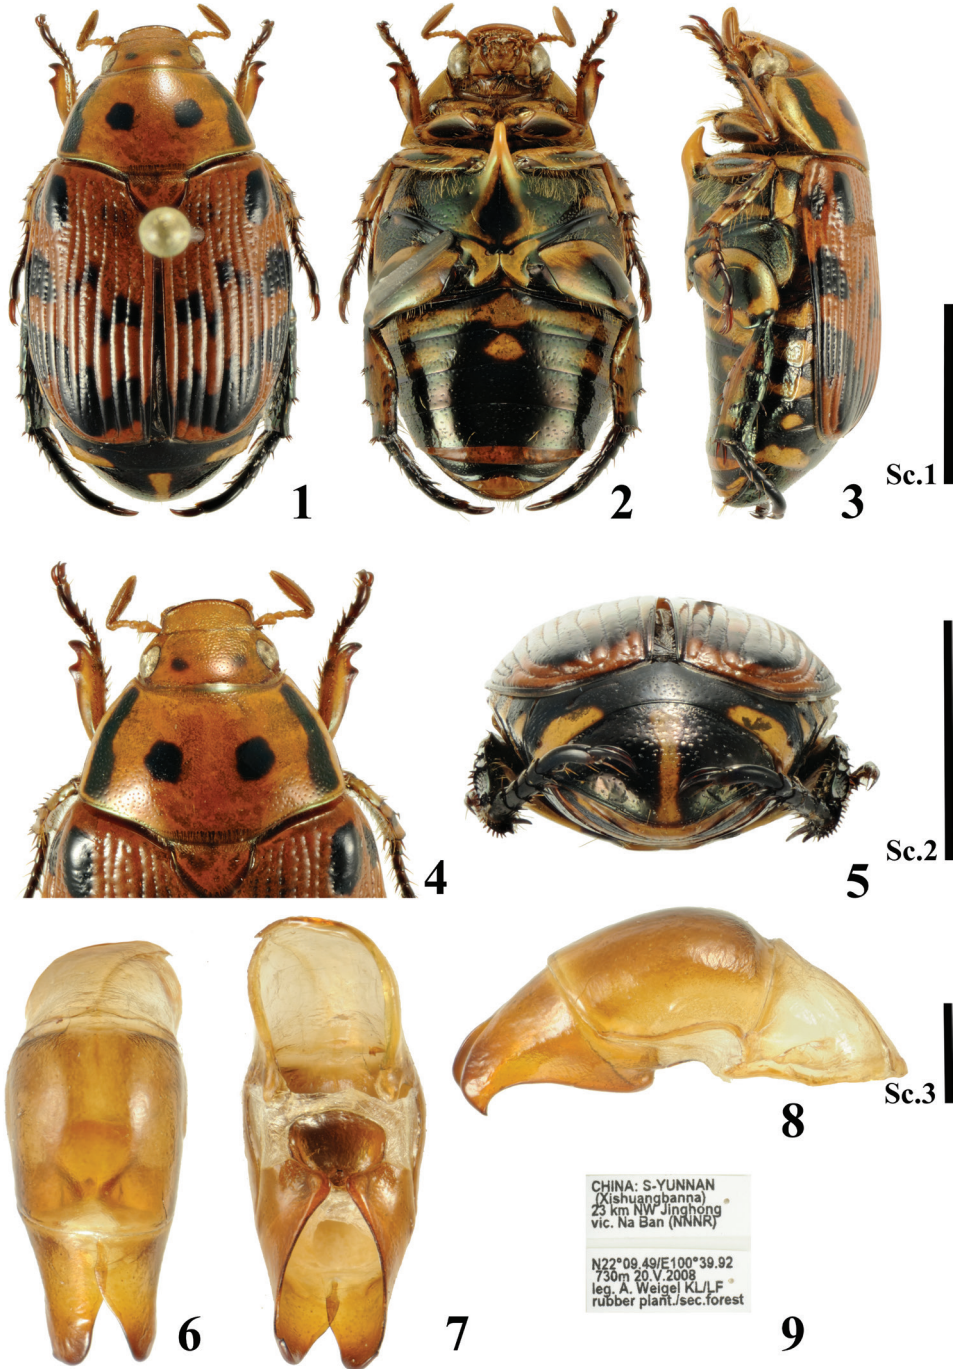 1
2
3
Sc.1
4
5
Sc.2
6
7
8
Sc.3
CHINA: S-YUNNAN
(Xishuangbanna)
23 km NW Jinghong
vic. Na Ban (NNNR)
N22°09.49/E100°39.92
730m 20.V.2008
leg. A. Weigel KL/LF
rubber plant./sec.forest
9